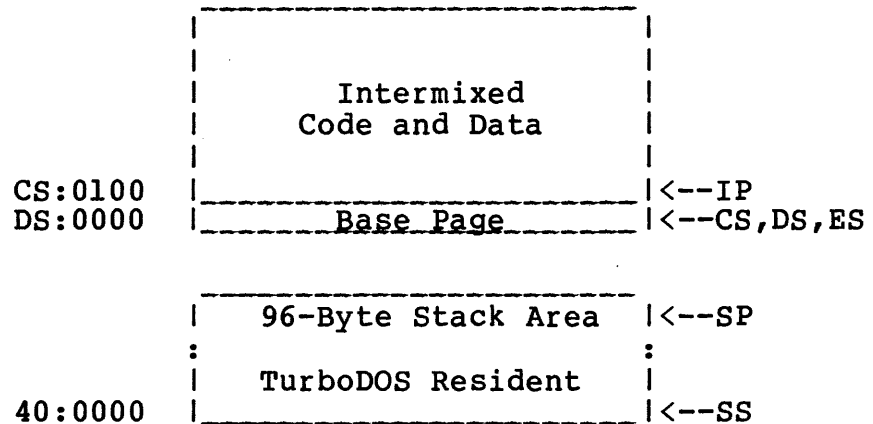 Intermixed
Code and Data
CS:0100 <--IP
DS:0000 Base Page <--CS,DS,ES
96-Byte Stack Area <--SP
: :
TurboDOS Resident
40:0000 <--SS